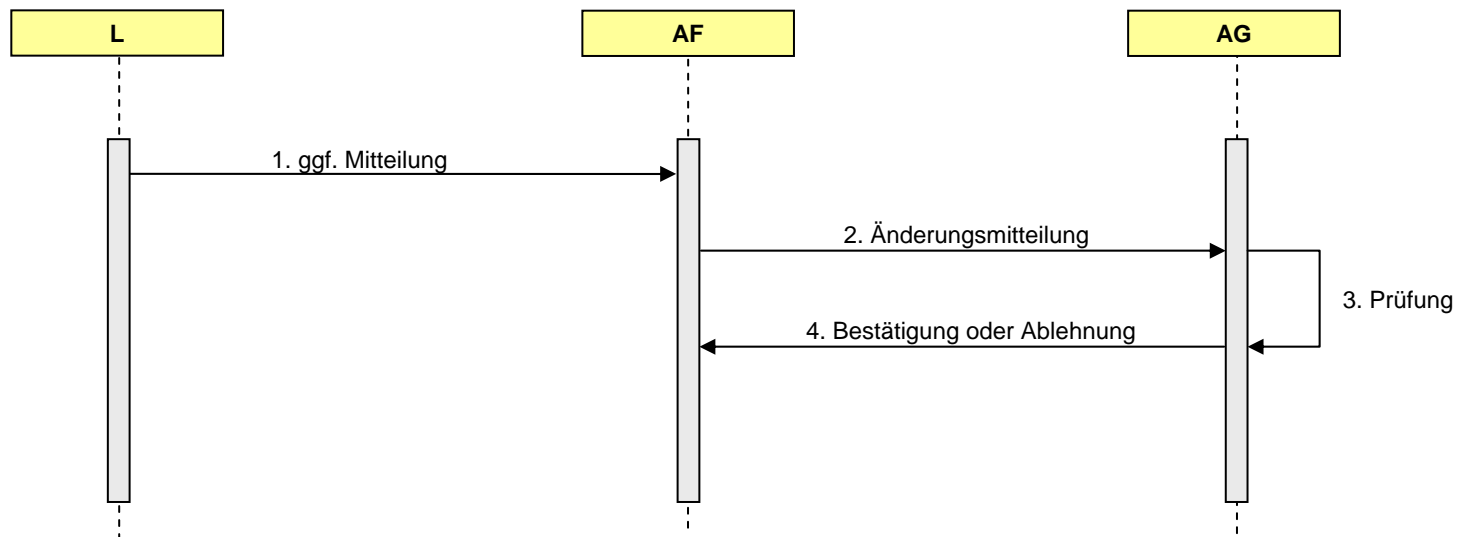 L
AF
AG
1. ggf. Mitteilung
2. Änderungsmitteilung
3. Prüfung
4. Bestätigung oder Ablehnung